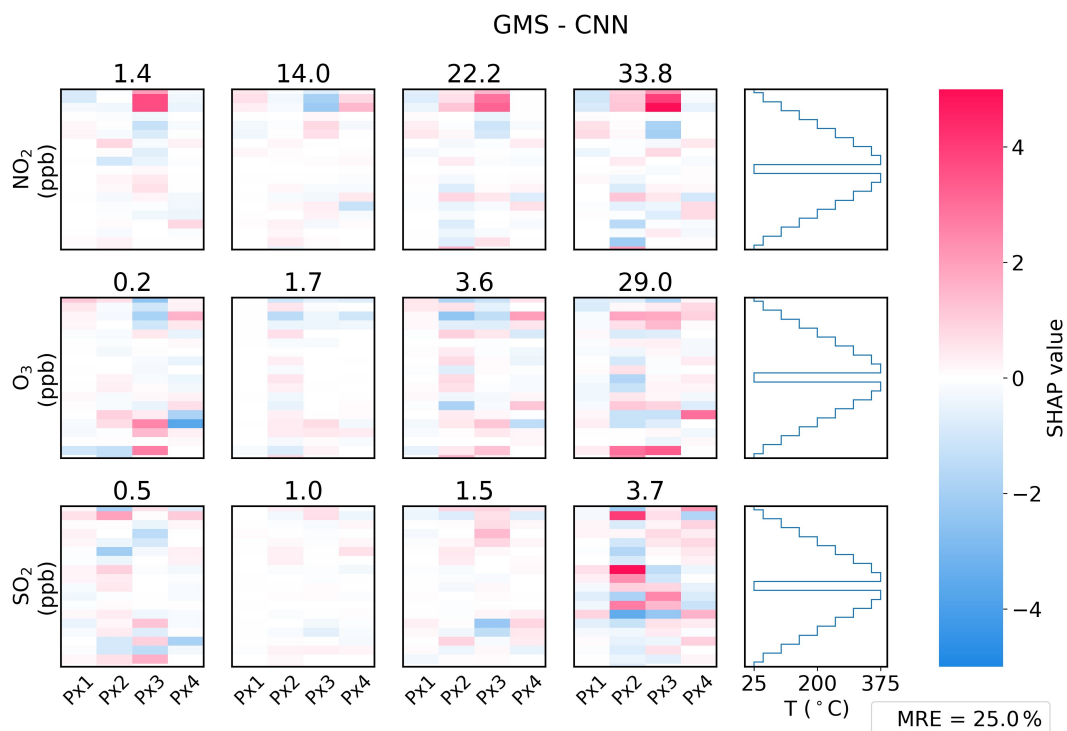 GMS - CNN
1.4 14.0 22.2 33.8
NO₂
(ppb)
0.2 1.7 3.6 29.0
O₃
(ppb)
0.5 1.0 1.5 3.7
SO₂
(ppb)
Px1 Px2 Px3 Px4 Px1 Px2 Px3 Px4 Px1 Px2 Px3 Px4 Px1 Px2 Px3 Px4
25 200 375
T (°C)
4
2
0
−2
−4
SHAP value
MRE = 25.0 %